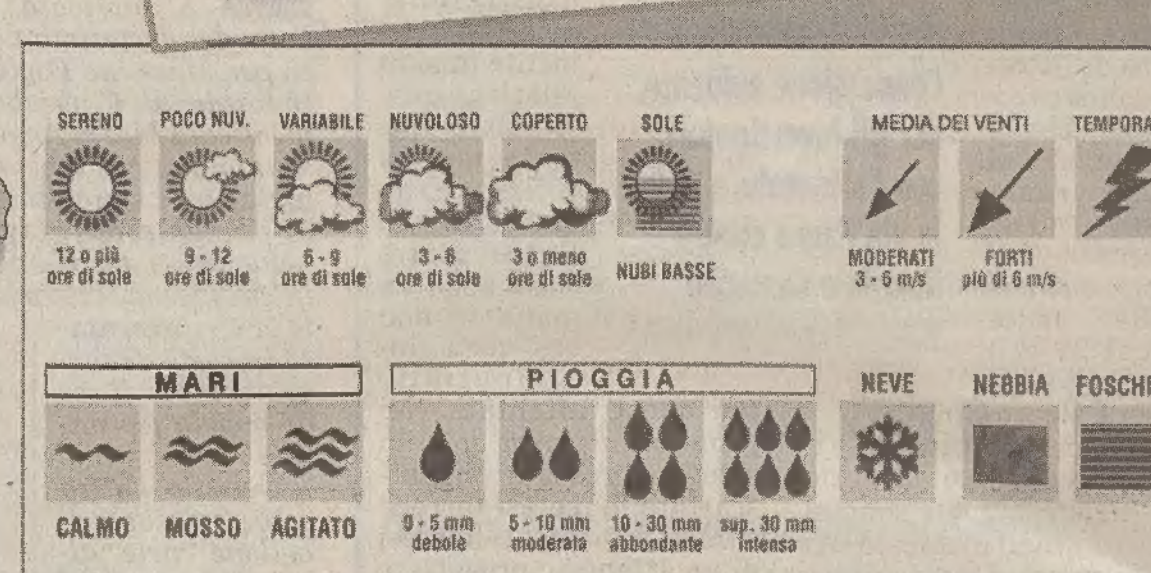 SERENO POCO NUV. VARIABILE NUVOLOSO COPERTO SOLE MEDIA DEI VENTI TEMPORA
12 o più 9 - 12 6 - 9 3 - 6 3 o meno NUBI BASSE MODERATI FORTI
ore di sole ore di sole ore di sole ore di sole ore di sole 3 - 6 m/s più di 6 m/s
MARI PIOGGIA NEVE NEBBIA FOSCHI
CALMO MOSSO AGITATO 0 - 5 mm 5 - 10 mm 10 - 30 mm sup. 30 mm
debole moderata abbondante intensa